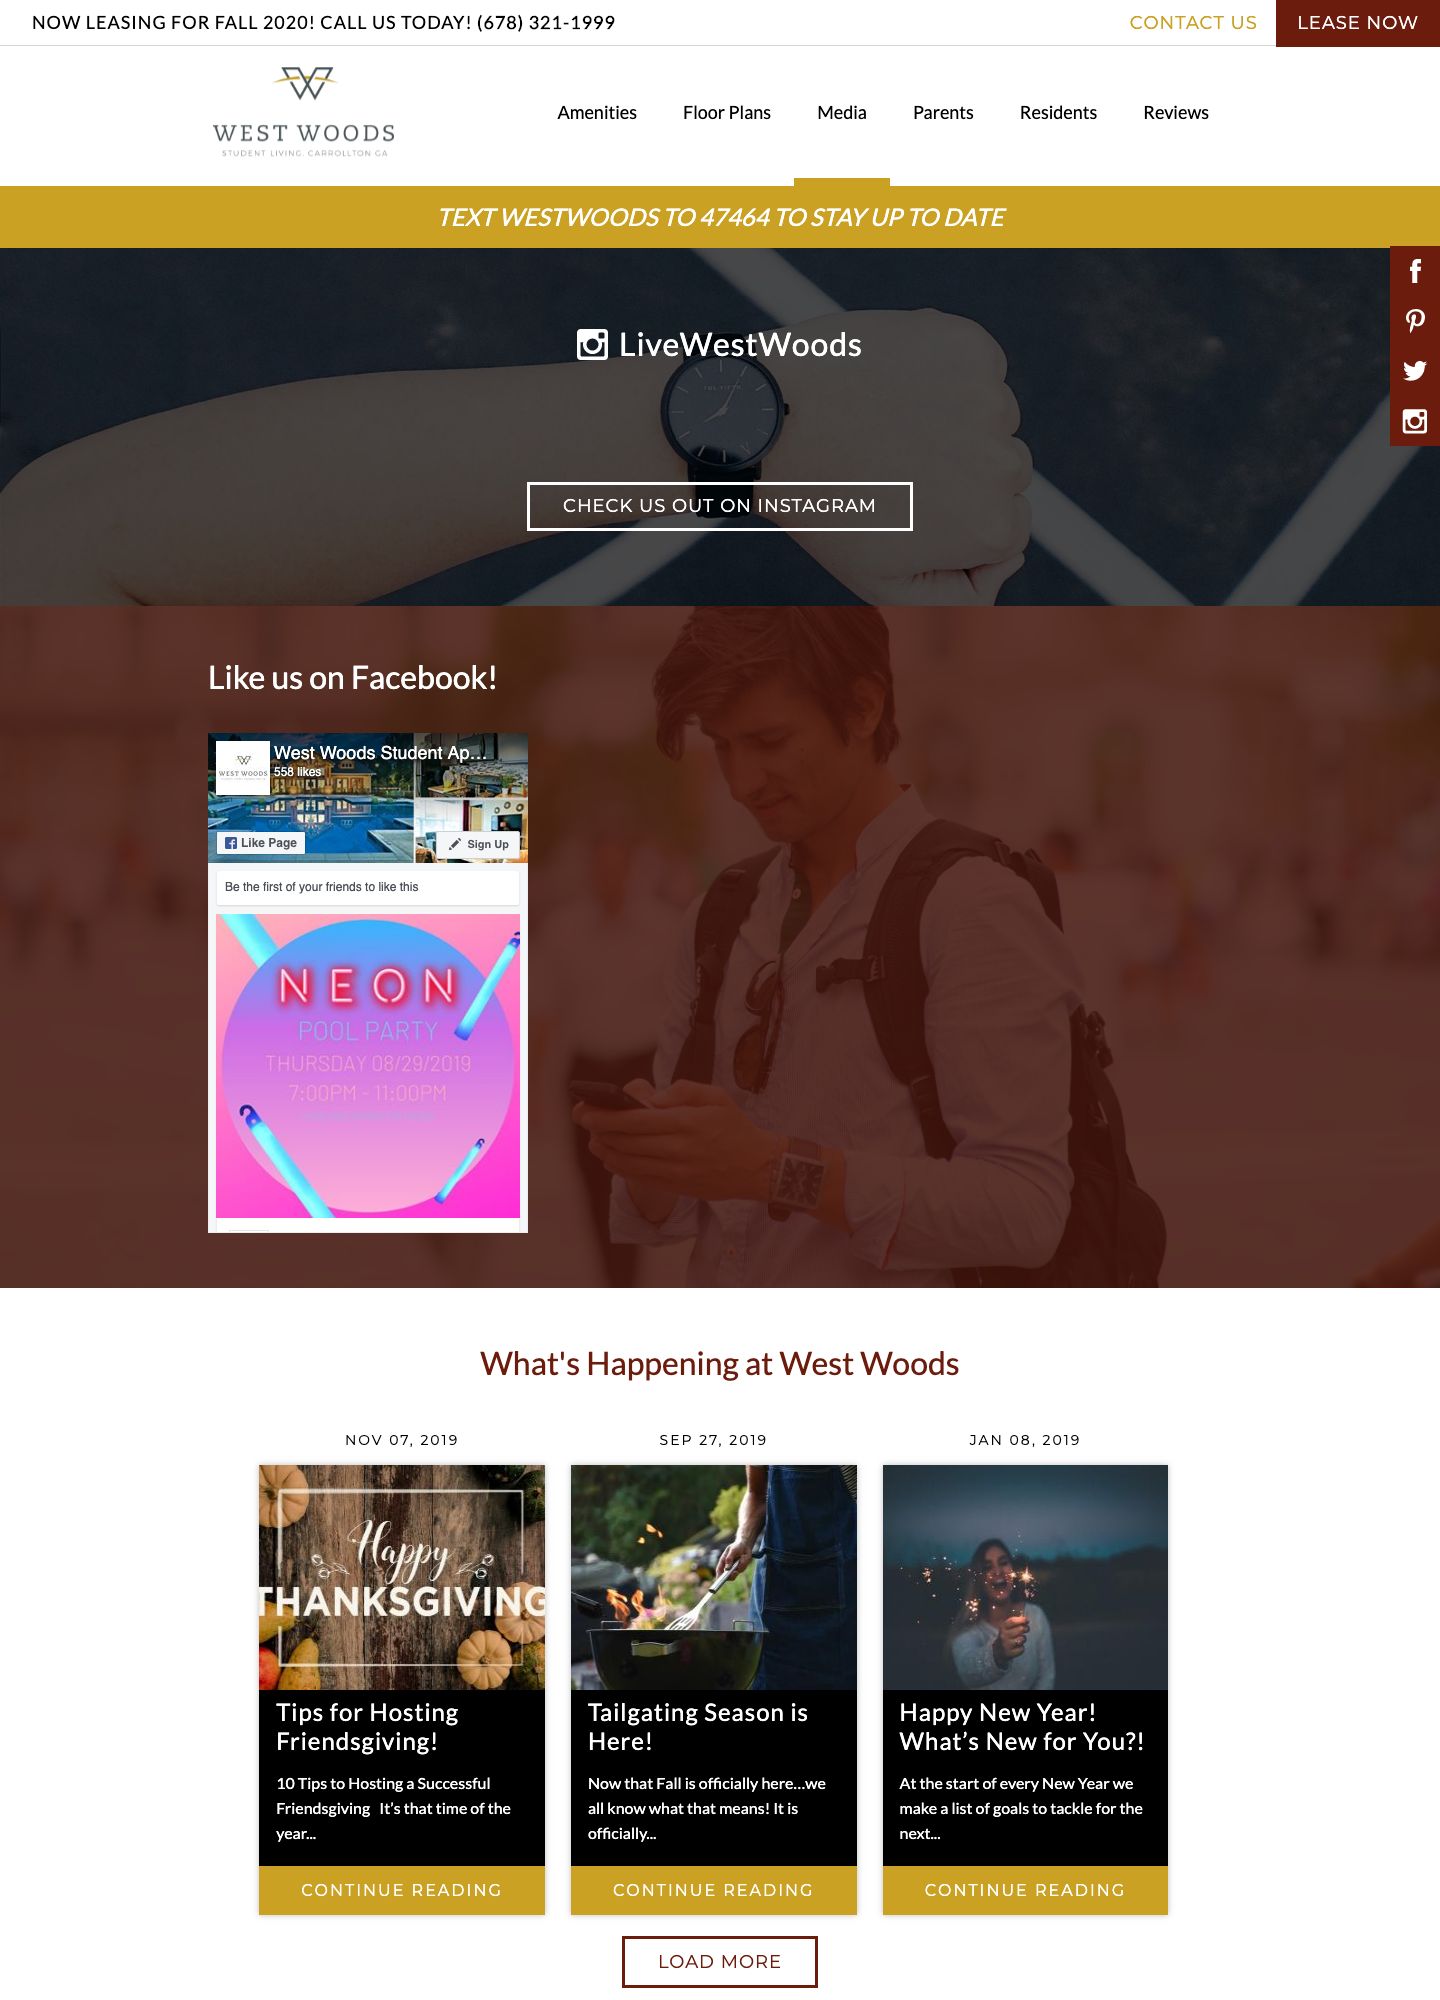 NOW LEASING FOR FALL 2020! CALL US TODAY! (678) 321-1999
CONTACT US
LEASE NOW
WEST WOODS
STUDENT LIVING. CARROLLTON GA
Amenities
Floor Plans
Media
Parents
Residents
Reviews
TEXT WESTWOODS TO 47464 TO STAY UP TO DATE
LiveWestWoods
CHECK US OUT ON INSTAGRAM
Like us on Facebook!
WEST WOODS
West Woods Student Ap...
558 likes
Like Page
Sign Up
Be the first of your friends to like this
NEON
POOL PARTY
THURSDAY 08/29/2019
7:00PM - 11:00PM
What's Happening at West Woods
NOV 07, 2019
Happy
THANKSGIVING
Tips for Hosting
Friendsgiving!
10 Tips to Hosting a Successful
Friendsgiving   It’s that time of the
year...
CONTINUE READING
SEP 27, 2019
Tailgating Season is
Here!
Now that Fall is officially here…we
all know what that means! It is
officially...
CONTINUE READING
JAN 08, 2019
Happy New Year!
What’s New for You?!
At the start of every New Year we
make a list of goals to tackle for the
next...
CONTINUE READING
LOAD MORE